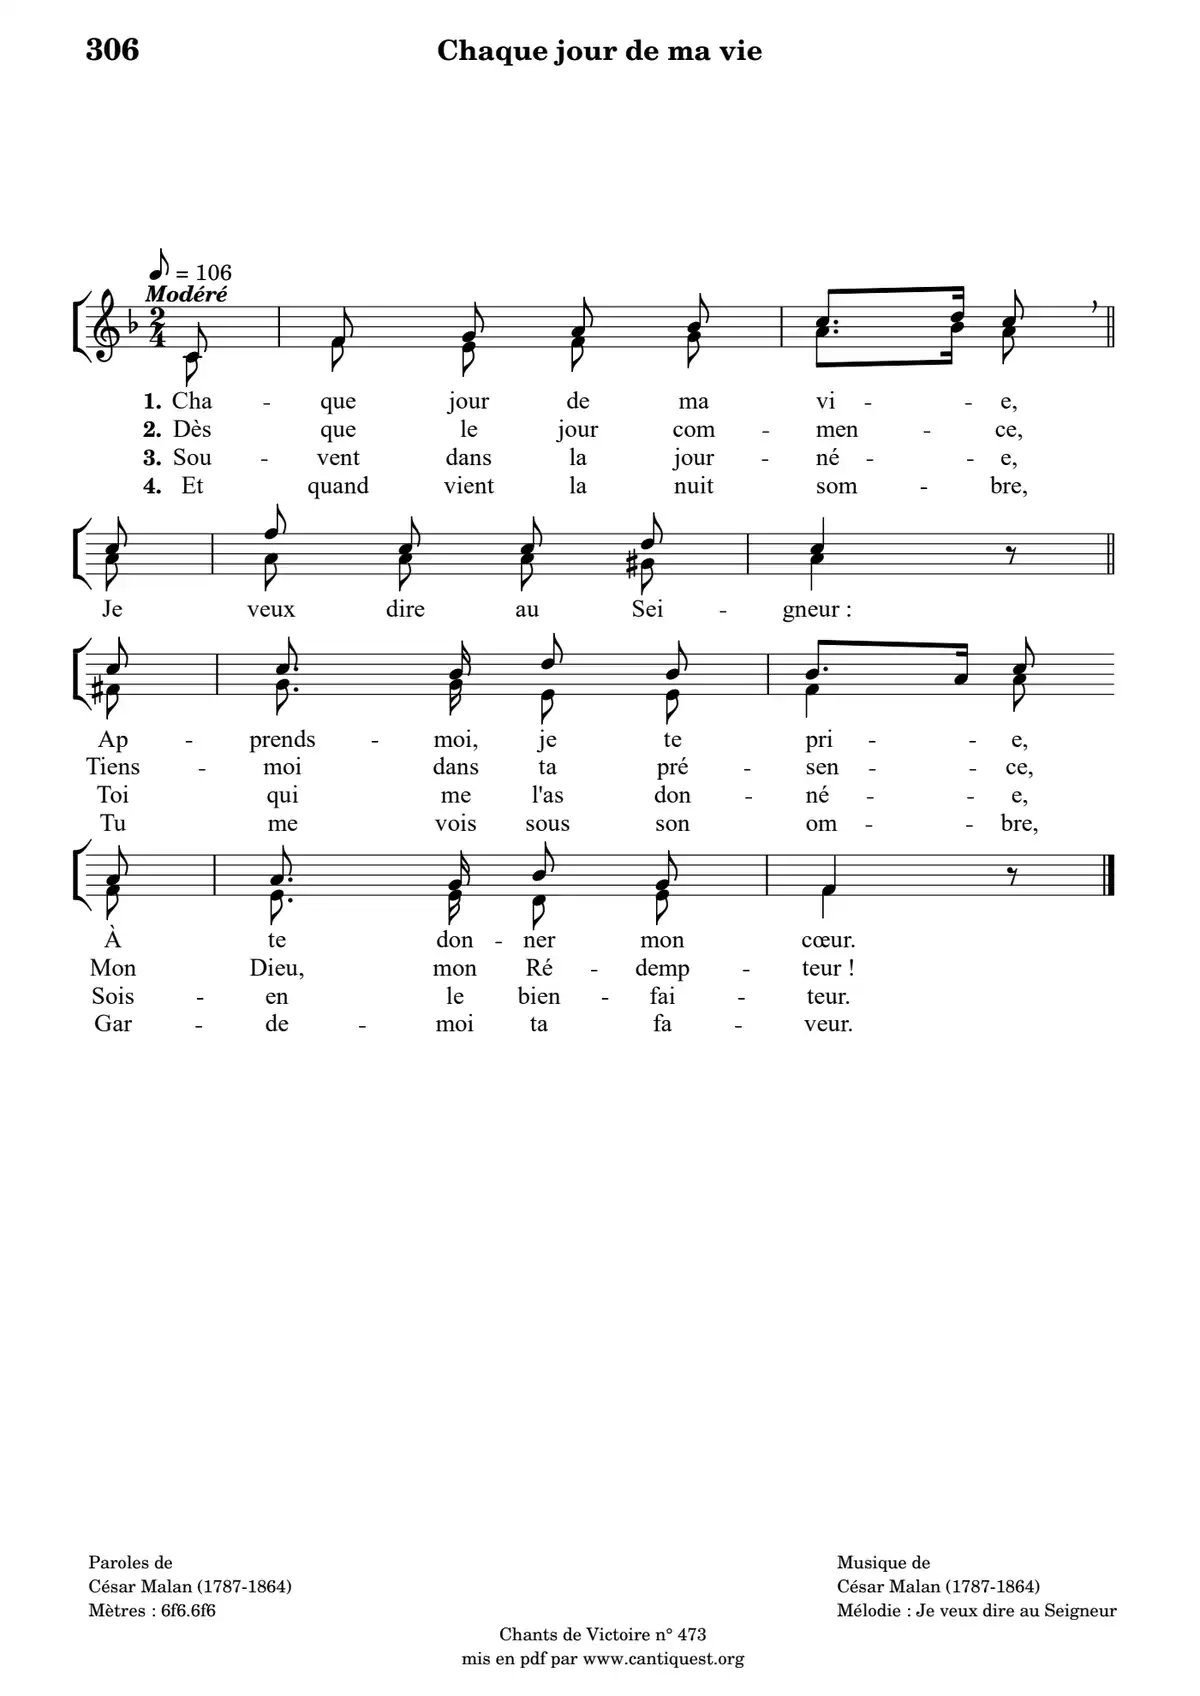 306
Chaque jour de ma vie
= 106
Modéré
2
4
1. Cha - que jour de ma vi - - e,
2. Dès que le jour com - men - ce,
3. Sou - vent dans la jour - né - - e,
4. Et quand vient la nuit som - bre,
Je veux dire au Sei - gneur :
Ap - prends - moi, je te pri - - e,
Tiens - moi dans ta pré - sen - - ce,
Toi qui me l'as don - né - - e,
Tu me vois sous son om - - bre,
À te don - ner mon cœur.
Mon Dieu, mon Ré - demp - teur !
Sois - en le bien - fai - teur.
Gar - de - moi ta fa - veur.
Paroles de
César Malan (1787-1864)
Mètres : 6f6.6f6
Musique de
César Malan (1787-1864)
Mélodie : Je veux dire au Seigneur
Chants de Victoire n° 473
mis en pdf par www.cantiquest.org